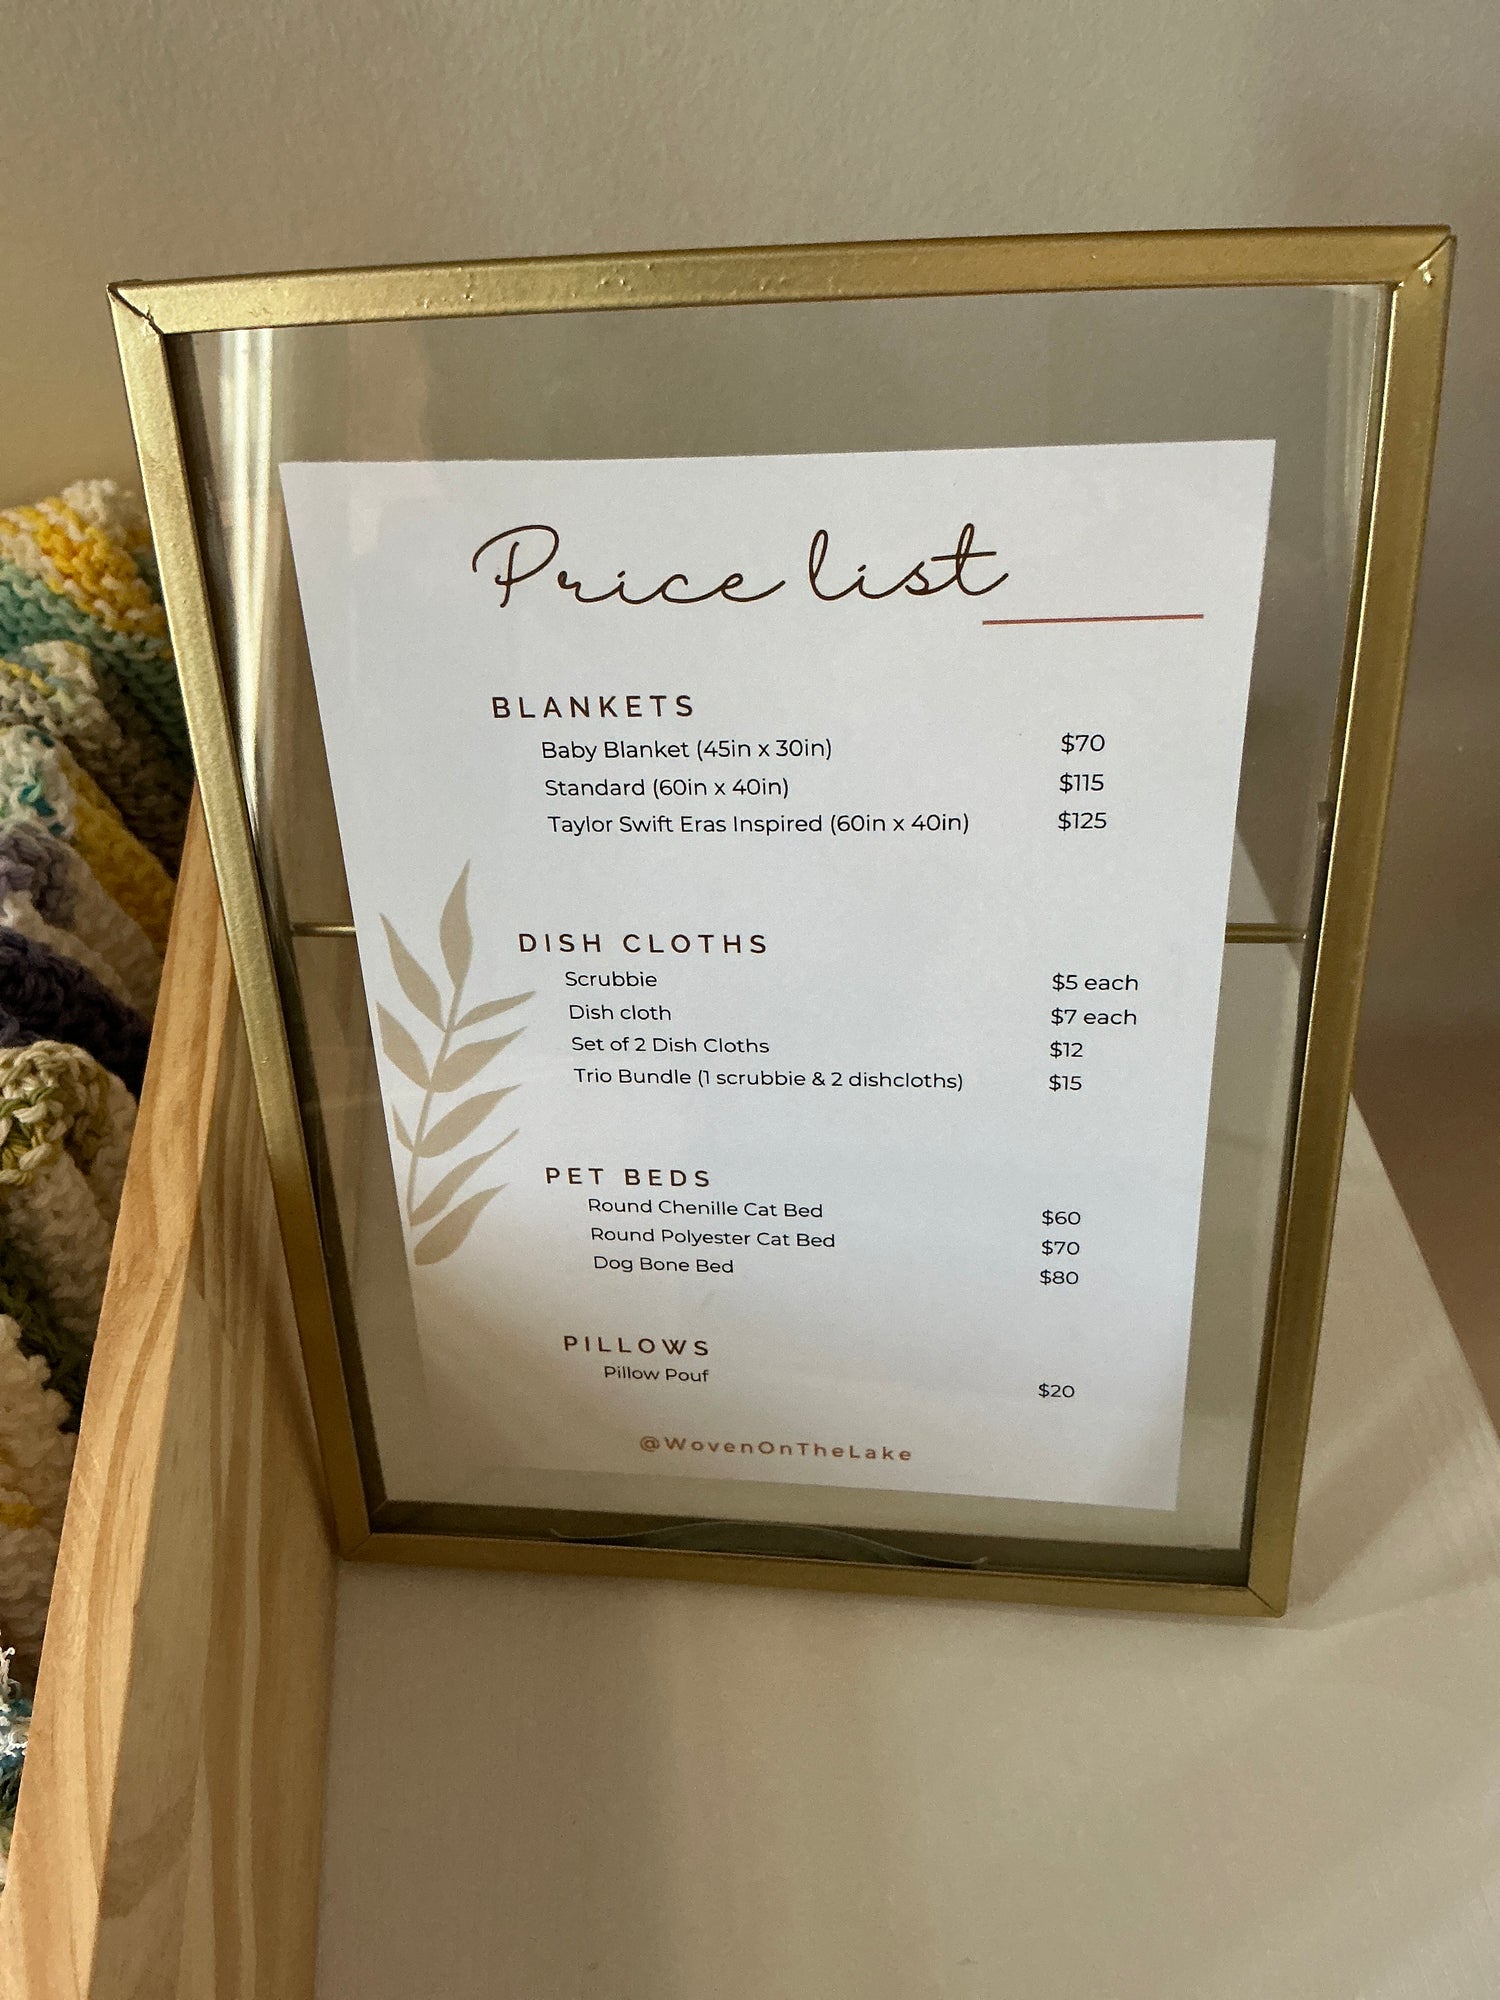 Price list
BLANKETS
Baby Blanket (45in x 30in) $70
Standard (60in x 40in) $115
Taylor Swift Eras Inspired (60in x 40in) $125
DISH CLOTHS
Scrubbie $5 each
Dish cloth $7 each
Set of 2 Dish Cloths $12
Trio Bundle (1 scrubbie & 2 dishcloths) $15
PET BEDS
Round Chenille Cat Bed $60
Round Polyester Cat Bed $70
Dog Bone Bed $80
PILLOWS
Pillow Pouf $20
@WovenOnTheLake